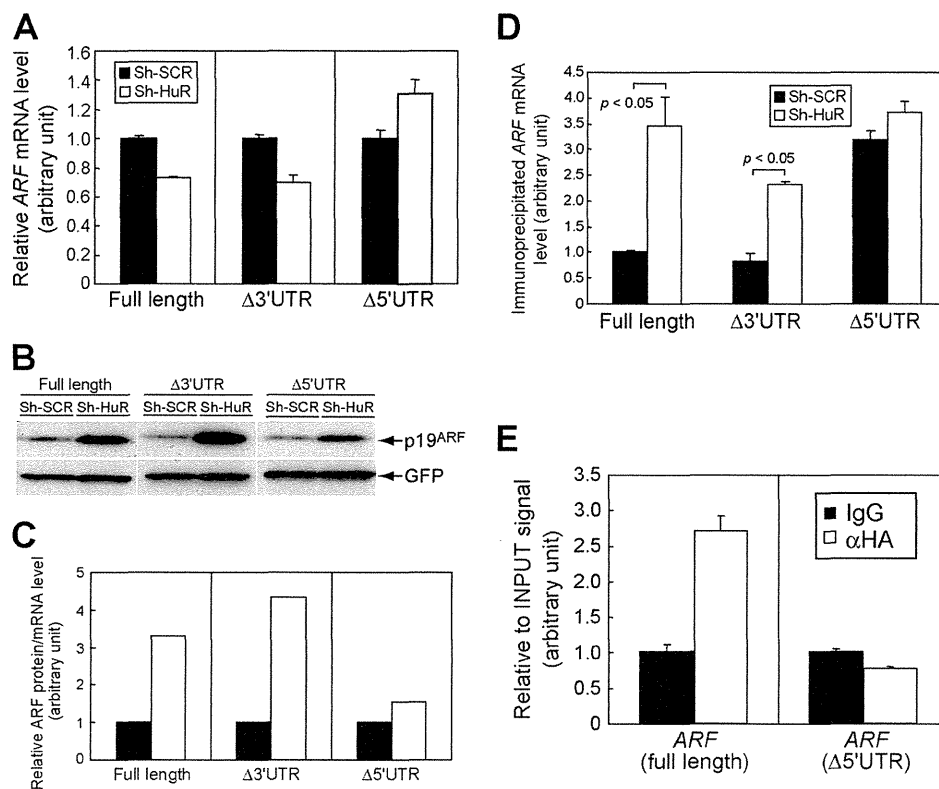 A
Relative ARF mRNA level
(arbitrary unit)
1.6
1.4
1.2
1.0
0.8
0.6
0.4
0.2
0
Sh-SCR
Sh-HuR
Full length
Δ3'UTR
Δ5'UTR
B
Full length
Δ3'UTR
Δ5'UTR
Sh-SCR Sh-HuR
Sh-SCR Sh-HuR
Sh-SCR Sh-HuR
p19ARF
GFP
C
Relative ARF protein/mRNA level
(arbitrary unit)
5
4
3
2
1
0
Full length
Δ3'UTR
Δ5'UTR
D
Immunoprecipitated ARF mRNA
level (arbitrary unit)
4.5
4.0
3.5
3.0
2.5
2.0
1.5
1.0
0.5
0
p < 0.05
p < 0.05
Sh-SCR
Sh-HuR
Full length
Δ3'UTR
Δ5'UTR
E
Relative to INPUT signal
(arbitrary unit)
3.5
3.0
2.5
2.0
1.5
1.0
0.5
0
IgG
αHA
ARF
(full length)
ARF
(Δ5'UTR)